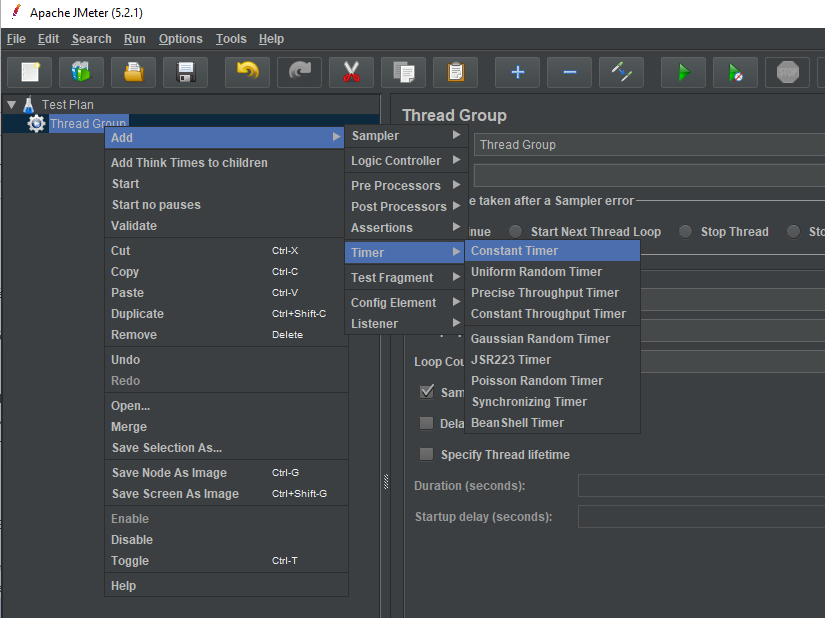 Apache JMeter (5.2.1)
File Edit Search Run Options Tools Help
Test Plan
Thread Group
Add
Add Think Times to children
Start
Start no pauses
Validate
Cut Ctrl-X
Copy Ctrl-C
Paste Ctrl-V
Duplicate Ctrl+Shift-C
Remove Delete
Undo
Redo
Open...
Merge
Save Selection As...
Save Node As Image Ctrl-G
Save Screen As Image Ctrl+Shift-G
Enable
Disable
Toggle Ctrl-T
Help
Sampler
Logic Controller
Pre Processors
Post Processors
Assertions
Timer
Test Fragment
Config Element
Listener
Constant Timer
Uniform Random Timer
Precise Throughput Timer
Constant Throughput Timer
Gaussian Random Timer
JSR223 Timer
Poisson Random Timer
Synchronizing Timer
BeanShell Timer
Thread Group
Thread Group
e taken after a Sampler error
nue Start Next Thread Loop Stop Thread Sto
Loop Cou
Sam
Dela
Specify Thread lifetime
Duration (seconds):
Startup delay (seconds):